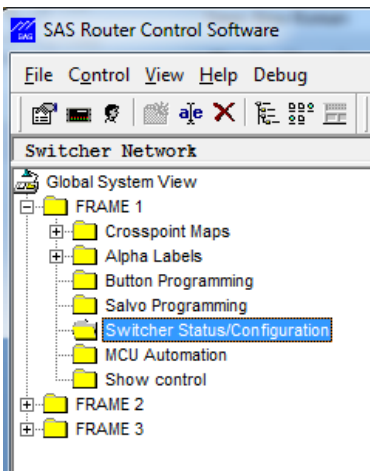 SAS Router Control Software
File Control View Help Debug
aje
Switcher Network
Global System View
FRAME 1
Crosspoint Maps
Alpha Labels
Button Programming
Salvo Programming
Switcher Status/Configuration
MCU Automation
Show control
FRAME 2
FRAME 3